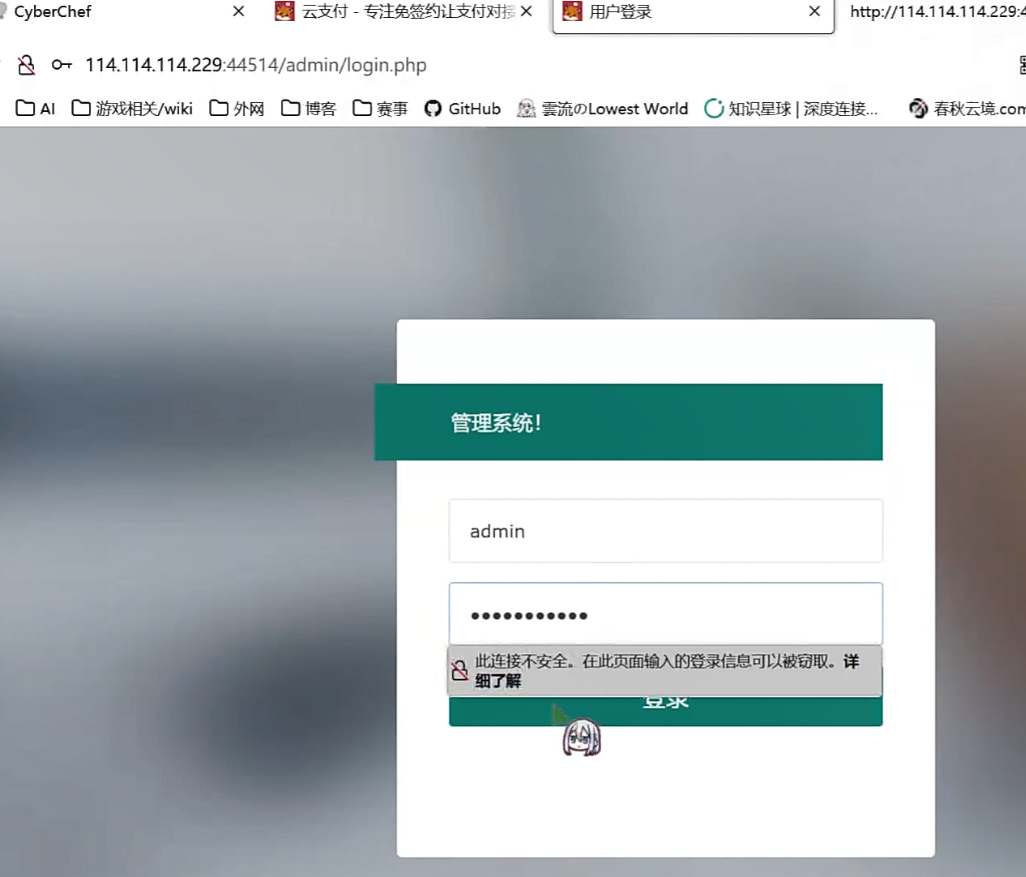 CyberChef
云支付 - 专注免签约让支付对接
用户登录
http://114.114.114.229:4
114.114.114.229:44514/admin/login.php
AI
游戏相关/wiki
外网
博客
赛事
GitHub
雲流のLowest World
知识星球 | 深度连接...
春秋云境.com
管理系统!
admin
此连接不安全。在此页面输入的登录信息可以被窃取。详
细了解
登录